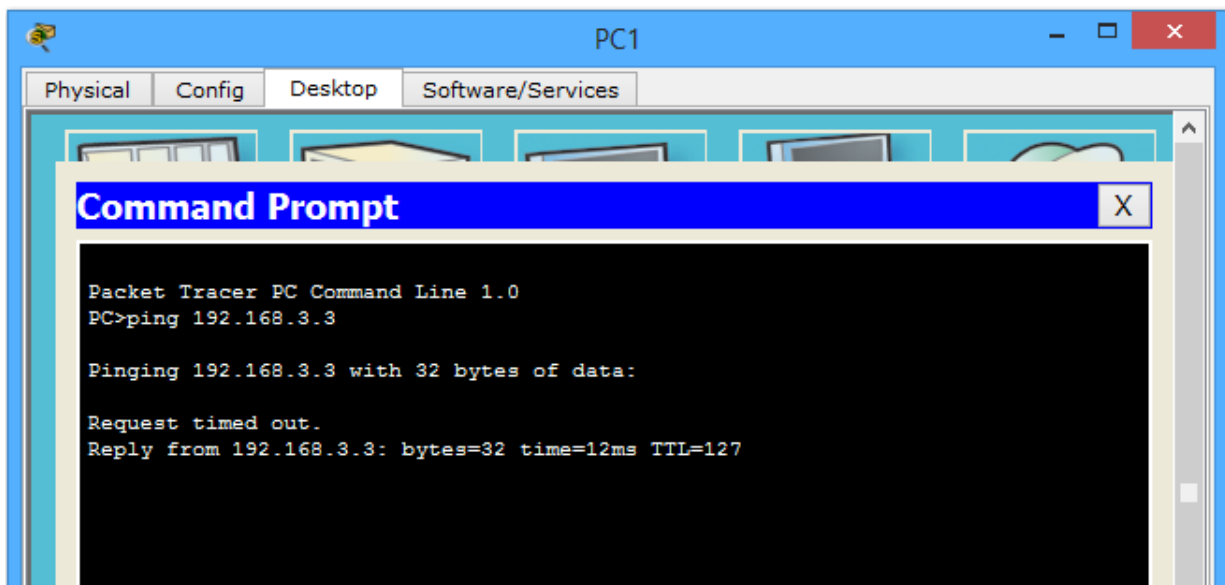 PC1
Physical Config Desktop Software/Services
Command Prompt X
Packet Tracer PC Command Line 1.0
PC>ping 192.168.3.3
Pinging 192.168.3.3 with 32 bytes of data:
Request timed out.
Reply from 192.168.3.3: bytes=32 time=12ms TTL=127